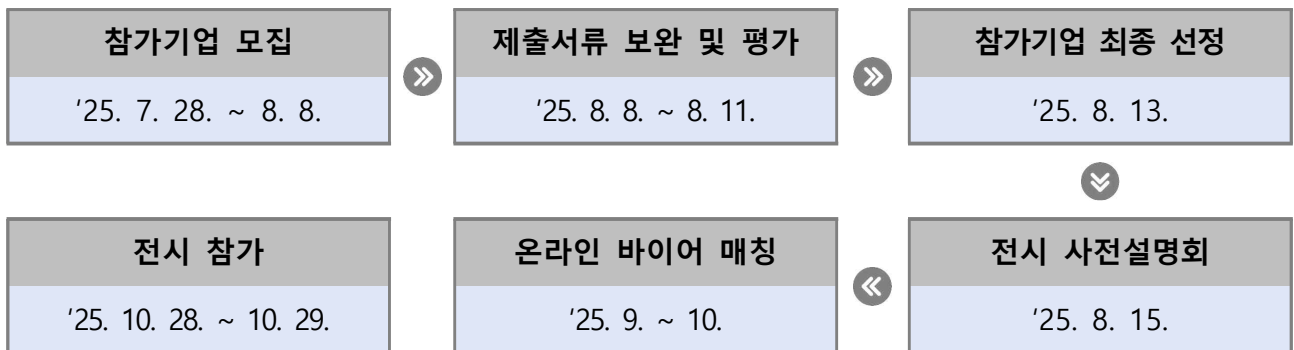 참가기업 모집
'25. 7. 28. ~ 8. 8.
제출서류 보완 및 평가
'25. 8. 8. ~ 8. 11.
참가기업 최종 선정
'25. 8. 13.
전시 사전설명회
'25. 8. 15.
온라인 바이어 매칭
'25. 9. ~ 10.
전시 참가
'25. 10. 28. ~ 10. 29.